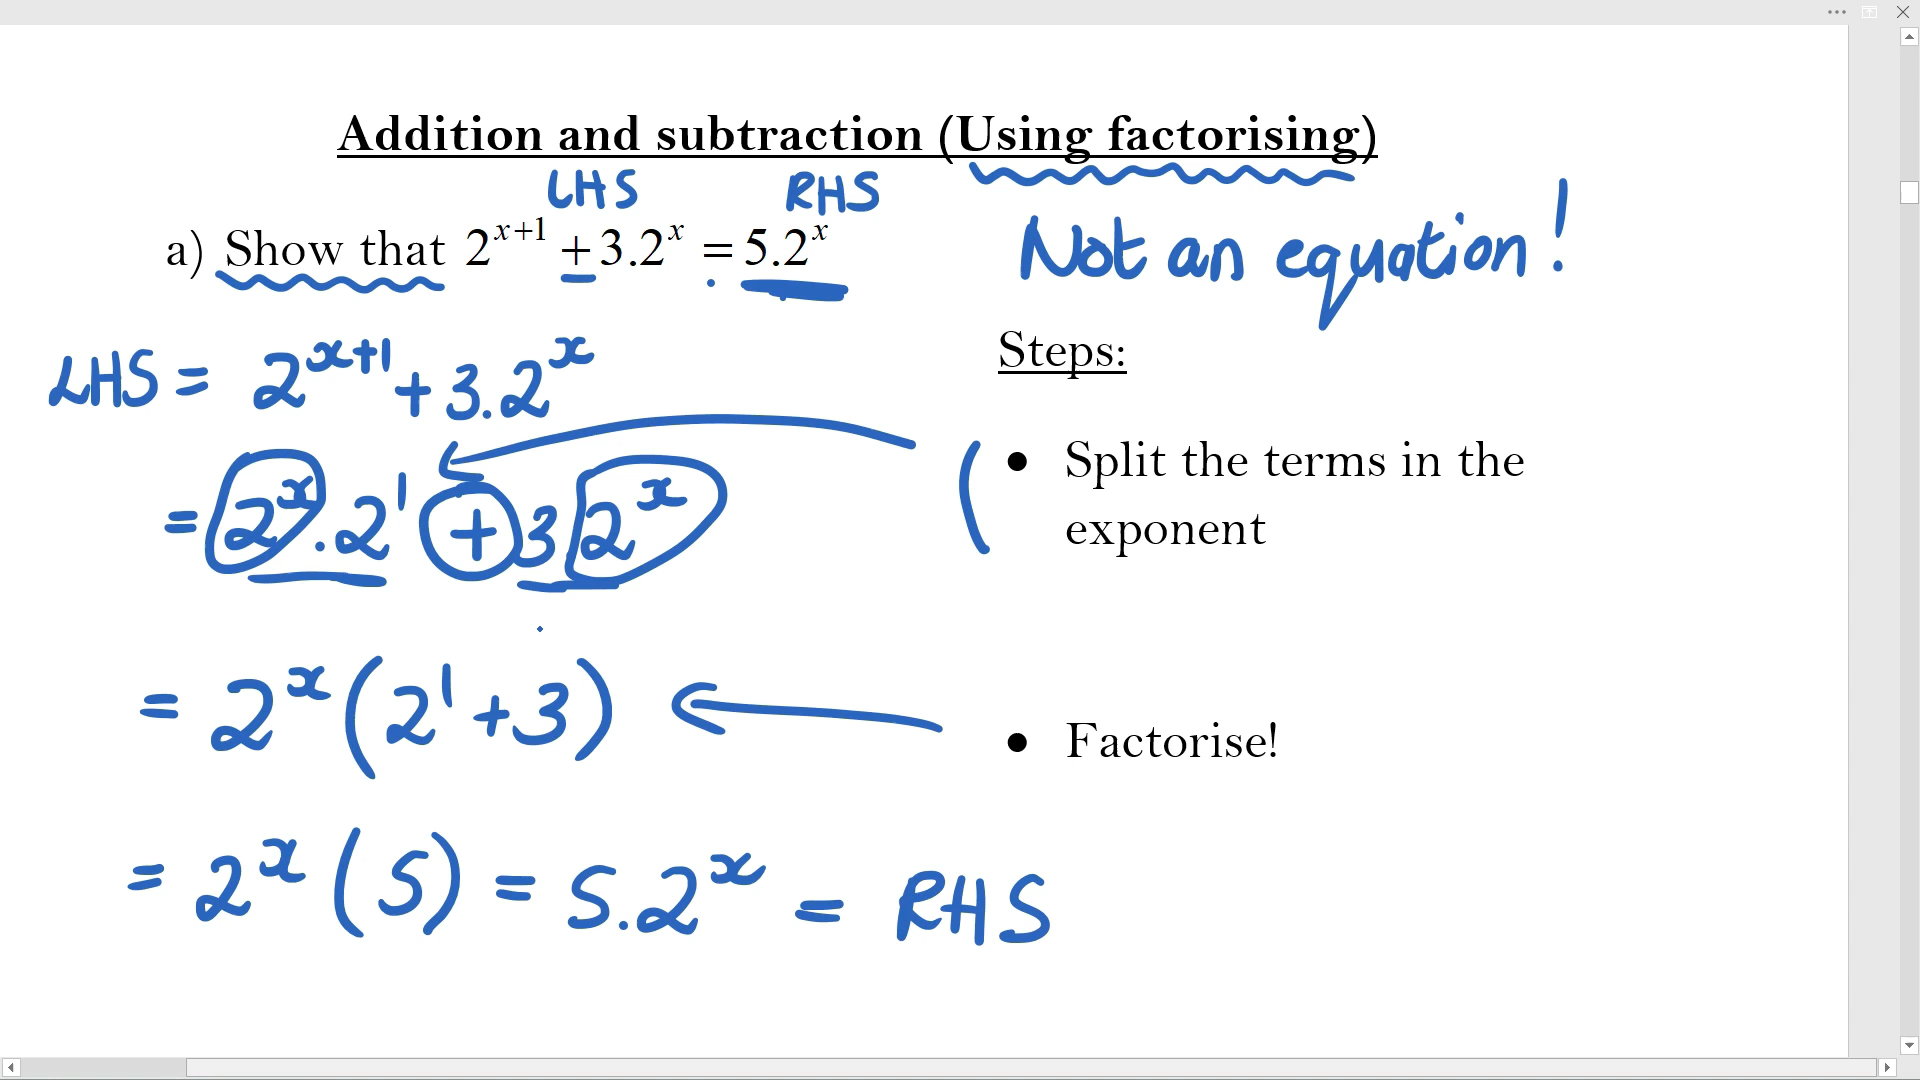 Addition and subtraction (Using factorising)
LHS RHS
a) Show that 2^{x+1} + 3.2^x = 5.2^x
Not an equation!
LHS = 2^{x+1} + 3.2^x
Steps:
= 2^x . 2^1 + 3 . 2^x
• Split the terms in the
exponent
= 2^x (2^1 + 3)
• Factorise!
= 2^x (5) = 5.2^x = RHS